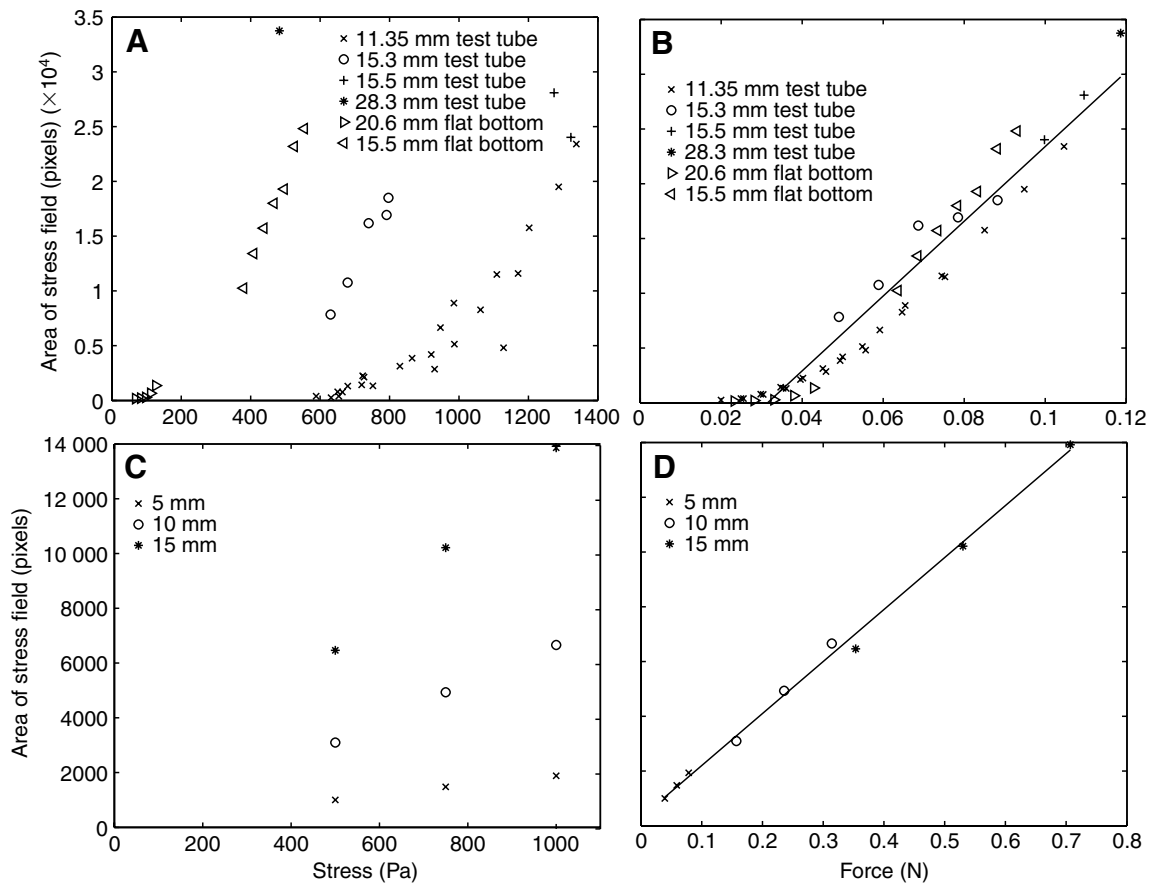 A
3.5
3
2.5
2
1.5
1
0.5
0
Area of stress field (pixels) (×10⁴)
× 11.35 mm test tube
○ 15.3 mm test tube
+ 15.5 mm test tube
✱ 28.3 mm test tube
▷ 20.6 mm flat bottom
◁ 15.5 mm flat bottom
0 200 400 600 800 1000 1200 1400
B
× 11.35 mm test tube
○ 15.3 mm test tube
+ 15.5 mm test tube
✱ 28.3 mm test tube
▷ 20.6 mm flat bottom
◁ 15.5 mm flat bottom
0 0.02 0.04 0.06 0.08 0.1 0.12
C
14 000
12 000
10 000
8000
6000
4000
2000
0
Area of stress field (pixels)
× 5 mm
○ 10 mm
✱ 15 mm
0 200 400 600 800 1000
Stress (Pa)
D
× 5 mm
○ 10 mm
✱ 15 mm
0 0.1 0.2 0.3 0.4 0.5 0.6 0.7 0.8
Force (N)